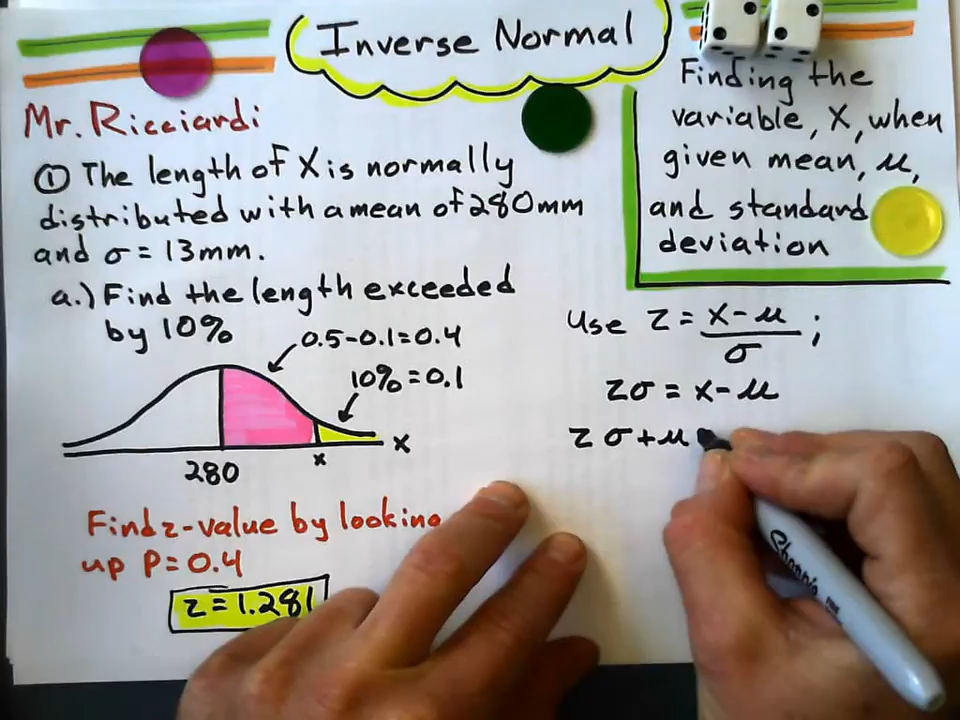 Inverse Normal
Mr. Ricciardi
① The length of X is normally
distributed with a mean of 280mm
and σ = 13mm.
a.) Find the length exceeded
by 10%
0.5-0.1=0.4
10%=0.1
280
x
X
Find z-value by looking
up P=0.4
z=1.281
Finding the
variable, X, when
given mean, μ,
and standard
deviation
Use z = x-μ/σ ;
zσ = x-μ
zσ+μ
Sharpie